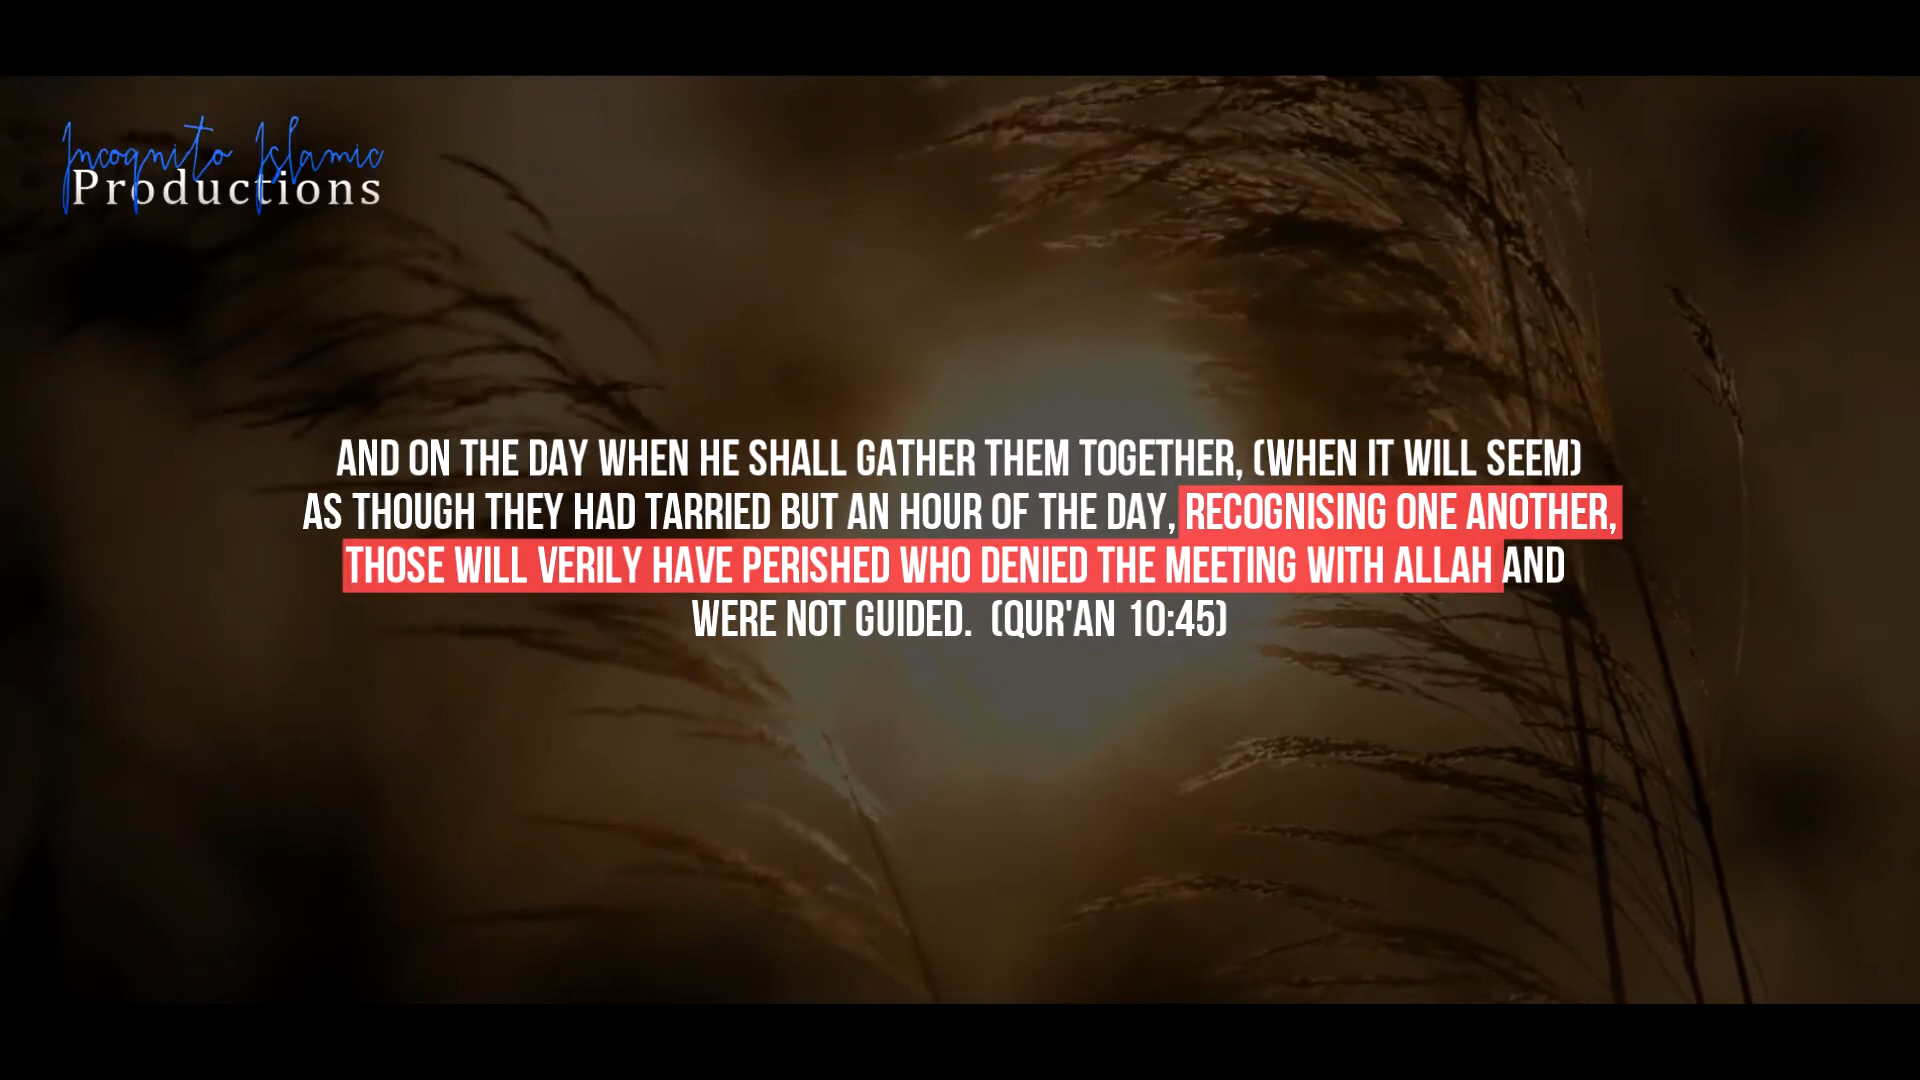 Incognito Islamic
Productions
AND ON THE DAY WHEN HE SHALL GATHER THEM TOGETHER, (WHEN IT WILL SEEM)
AS THOUGH THEY HAD TARRIED BUT AN HOUR OF THE DAY, RECOGNISING ONE ANOTHER,
THOSE WILL VERILY HAVE PERISHED WHO DENIED THE MEETING WITH ALLAH AND
WERE NOT GUIDED. (QUR'AN 10:45)